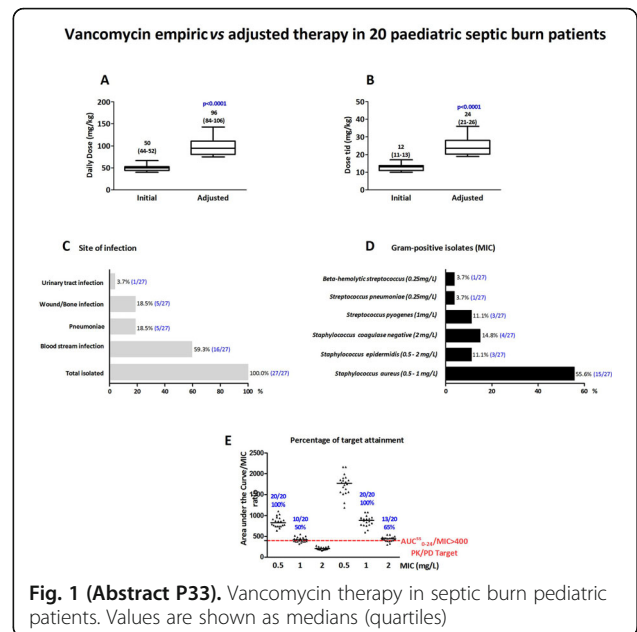 Vancomycin empiric vs adjusted therapy in 20 paediatric septic burn patients
A
Daily Dose (mg/kg)
200
150
100
50
0
50
(44-52)
p<0.0001
96
(84-106)
Initial
Adjusted
B
Dose tid (mg/kg)
50
40
30
20
10
0
12
(11-13)
p<0.0001
24
(21-26)
Initial
Adjusted
C Site of infection
Urinary tract infection
3.7% (1/27)
Wound/Bone infection
18.5% (5/27)
Pneumoniae
18.5% (5/27)
Blood stream infection
59.3% (16/27)
Total isolated
100.0% (27/27)
0 20 40 60 80 100 %
D Gram-positive isolates (MIC)
Beta-hemolytic streptococcus (0.25mg/L)
3.7% (1/27)
Streptococcus pneumoniae (0.25mg/L)
3.7% (1/27)
Streptococcus pyogenes (1mg/L)
11.1% (3/27)
Staphylococcus coagulase negative (2 mg/L)
14.8% (4/27)
Staphylococcus epidermidis (0.5 - 2 mg/L)
11.1% (3/27)
Staphylococcus aureus (0.5 - 1 mg/L)
55.6% (15/27)
0 20 40 60 %
E Percentage of target attainment
Area under the Curve/MIC
ratio
2500
2000
1500
1000
500
0
20/20
100%
10/20
50%
20/20
100%
13/20
65%
AUCss0-24/MIC>400
PK/PD Target
0.5 1 2 0.5 1 2 MIC (mg/L)
Fig. 1 (Abstract P33). Vancomycin therapy in septic burn pediatric
patients. Values are shown as medians (quartiles)